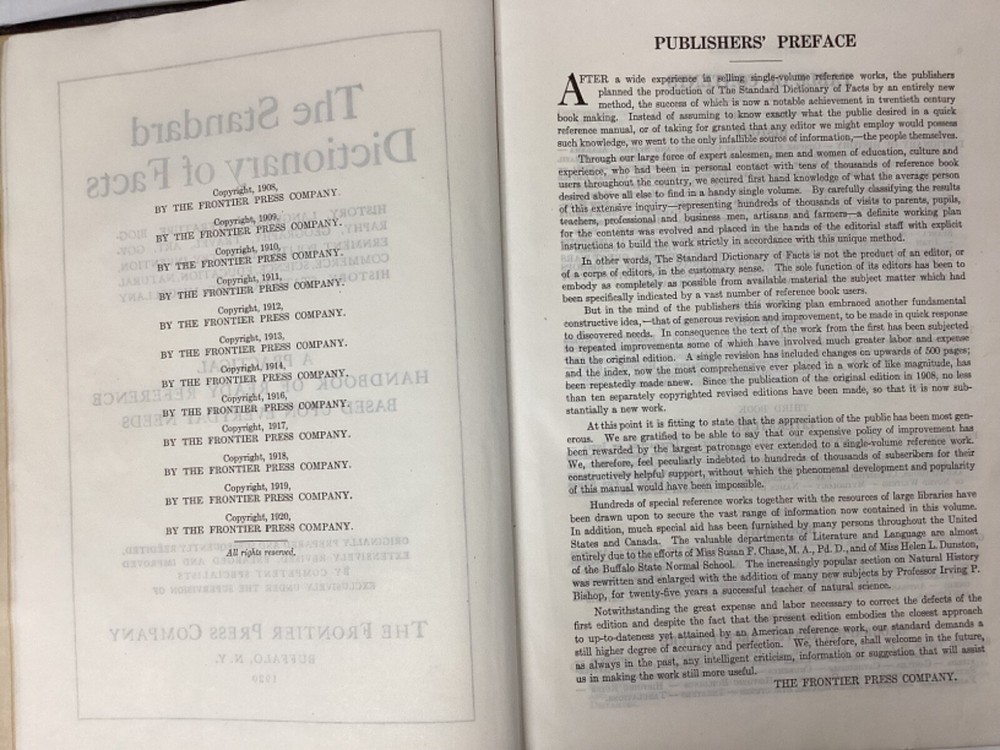 Copyright, 1908,
BY THE FRONTIER PRESS COMPANY.
Copyright, 1909,
BY THE FRONTIER PRESS COMPANY.
Copyright, 1910,
BY THE FRONTIER PRESS COMPANY.
Copyright, 1911,
BY THE FRONTIER PRESS COMPANY.
Copyright, 1912,
BY THE FRONTIER PRESS COMPANY.
Copyright, 1913,
BY THE FRONTIER PRESS COMPANY.
Copyright, 1914,
BY THE FRONTIER PRESS COMPANY.
Copyright, 1916,
BY THE FRONTIER PRESS COMPANY.
Copyright, 1917,
BY THE FRONTIER PRESS COMPANY.
Copyright, 1918,
BY THE FRONTIER PRESS COMPANY.
Copyright, 1919,
BY THE FRONTIER PRESS COMPANY.
Copyright, 1920,
BY THE FRONTIER PRESS COMPANY.
All rights reserved.
PUBLISHERS' PREFACE
AFTER a wide experience in selling single-volume reference works, the publishers
planned the production of The Standard Dictionary of Facts by an entirely new
method, the success of which is now a notable achievement in twentieth century
book making. Instead of assuming to know exactly what the public desired in a quick
reference manual, or of taking for granted that any editor we might employ would possess
such knowledge, we went to the only infallible source of information,—the people themselves.
Through our large force of expert salesmen, men and women of education, culture and
experience, who had been in personal contact with tens of thousands of reference book
users throughout the country, we secured first hand knowledge of what the average person
desired above all else to find in a handy single volume. By carefully classifying the results
of this extensive inquiry—representing hundreds of thousands of visits to parents, pupils,
teachers, professional and business men, artisans and farmers—a definite working plan
for the contents was evolved and placed in the hands of the editorial staff with explicit
instructions to build the work strictly in accordance with this unique method.
In other words, The Standard Dictionary of Facts is not the product of an editor, or
of a corps of editors, in the customary sense. The sole function of its editors has been to
embody as completely as possible from available material the subject matter which had
been specifically indicated by a vast number of reference book users.
But in the mind of the publishers this working plan embraced another fundamental
constructive idea,—that of generous revision and improvement, to be made in quick response
to discovered needs. In consequence the text of the work from the first has been subjected
to repeated improvements some of which have involved much greater labor and expense
than the original edition. A single revision has included changes on upwards of 500 pages;
and the index, now the most comprehensive ever placed in a work of like magnitude, has
been repeatedly made anew. Since the publication of the original edition in 1908, no less
than ten separately copyrighted revised editions have been made, so that it is now sub-
stantially a new work.
At this point it is fitting to state that the appreciation of the public has been most gen-
erous. We are gratified to be able to say that our expensive policy of improvement has
been rewarded by the largest patronage ever extended to a single-volume reference work.
We, therefore, feel peculiarly indebted to hundreds of thousands of subscribers for their
constructively helpful support, without which the phenomenal development and popularity
of this manual would have been impossible.
Hundreds of special reference works together with the resources of large libraries have
been drawn upon to secure the vast range of information now contained in this volume.
In addition, much special aid has been furnished by many persons throughout the United
States and Canada. The valuable departments of Literature and Language are almost
entirely due to the efforts of Miss Susan F. Chase, M. A., Pd. D., and of Miss Helen L. Dunston,
of the Buffalo State Normal School. The increasingly popular section on Natural History
was rewritten and enlarged with the addition of many new subjects by Professor Irving P.
Bishop, for twenty-five years a successful teacher of natural science.
Notwithstanding the great expense and labor necessary to correct the defects of the
first edition and despite the fact that the present edition embodies the closest approach
to up-to-dateness yet attained by an American reference work, our standard demands a
still higher degree of accuracy and perfection. We, therefore, shall welcome in the future,
as always in the past, any intelligent criticism, information or suggestion that will assist
us in making the work still more useful.
THE FRONTIER PRESS COMPANY.